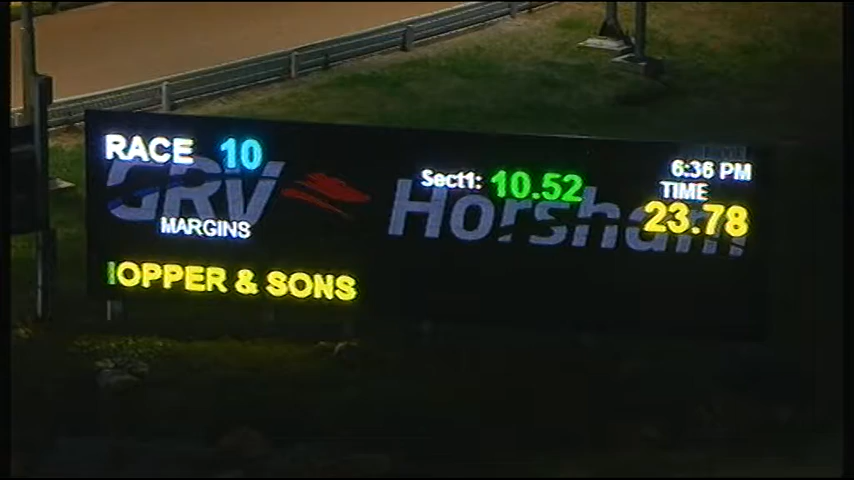 RACE 10
GRV
MARGINS
Horsham
Sect1: 10.52
6:36 PM
TIME
23.78
OPPER & SONS